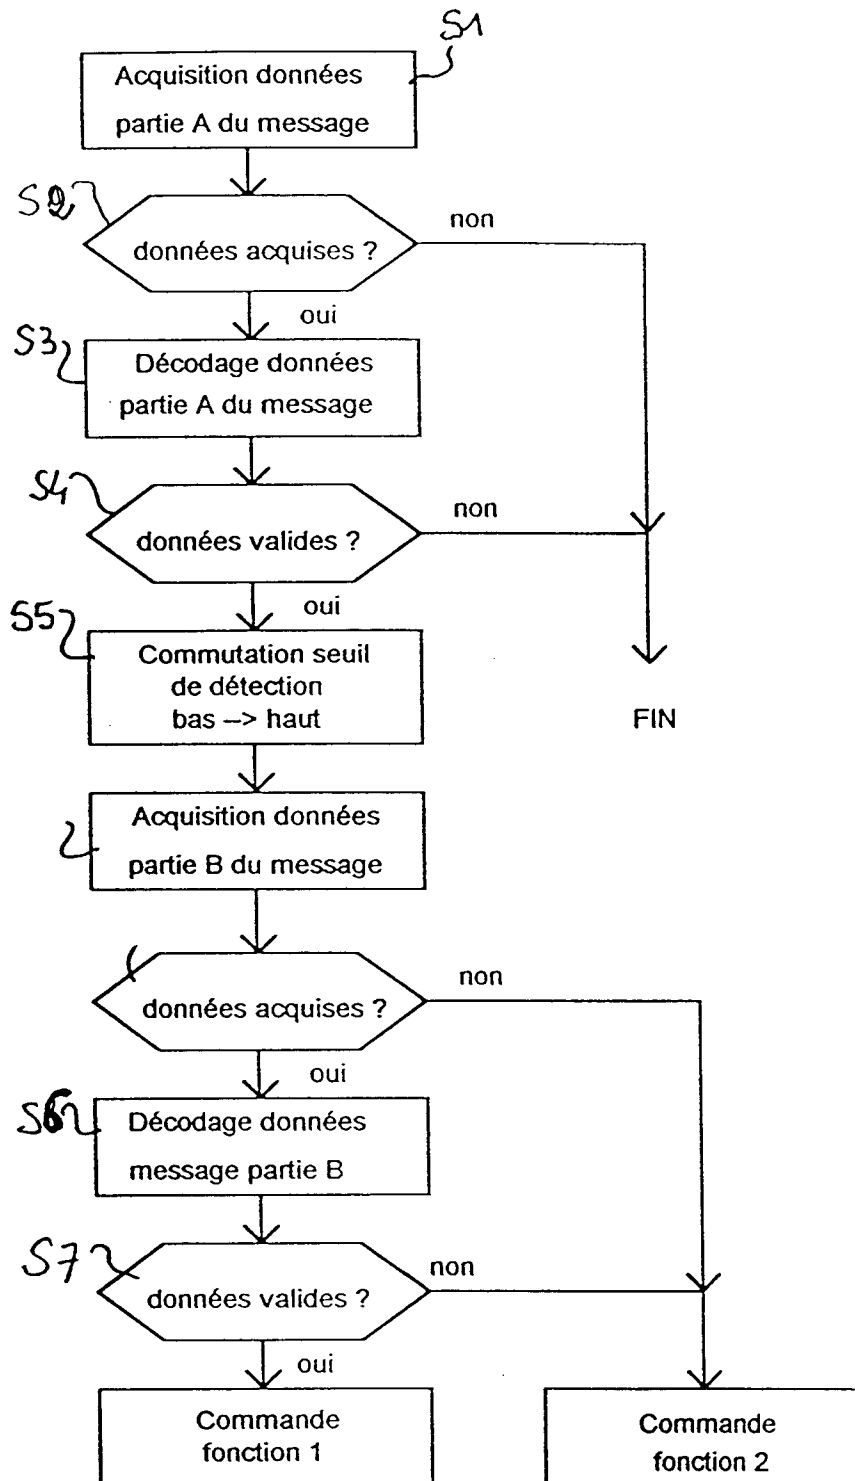 S1
Acquisition données
partie A du message
S2
données acquises ?
non
oui
S3
Décodage données
partie A du message
S4
données valides ?
non
oui
S5
Commutation seuil
de détection
bas --> haut
FIN
Acquisition données
partie B du message
données acquises ?
non
oui
S6
Décodage données
message partie B
S7
données valides ?
non
oui
Commande
fonction 1
Commande
fonction 2